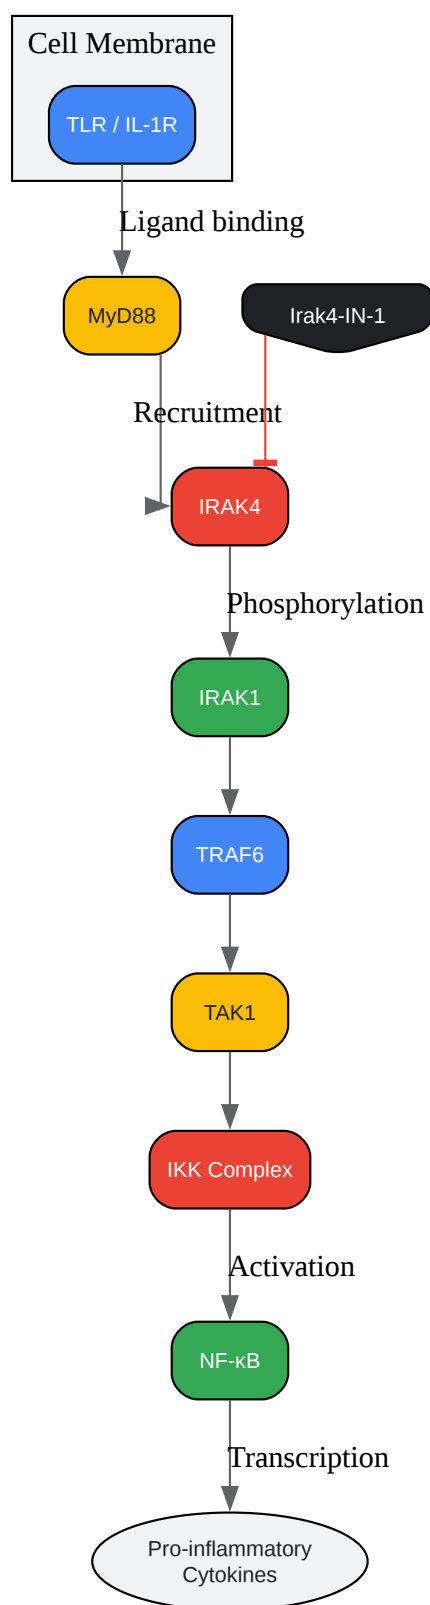 Cell Membrane
TLR / IL-1R
Ligand binding
MyD88
Irak4-IN-1
Recruitment
IRAK4
Phosphorylation
IRAK1
TRAF6
TAK1
IKK Complex
Activation
NF-κB
Transcription
Pro-inflammatory
Cytokines